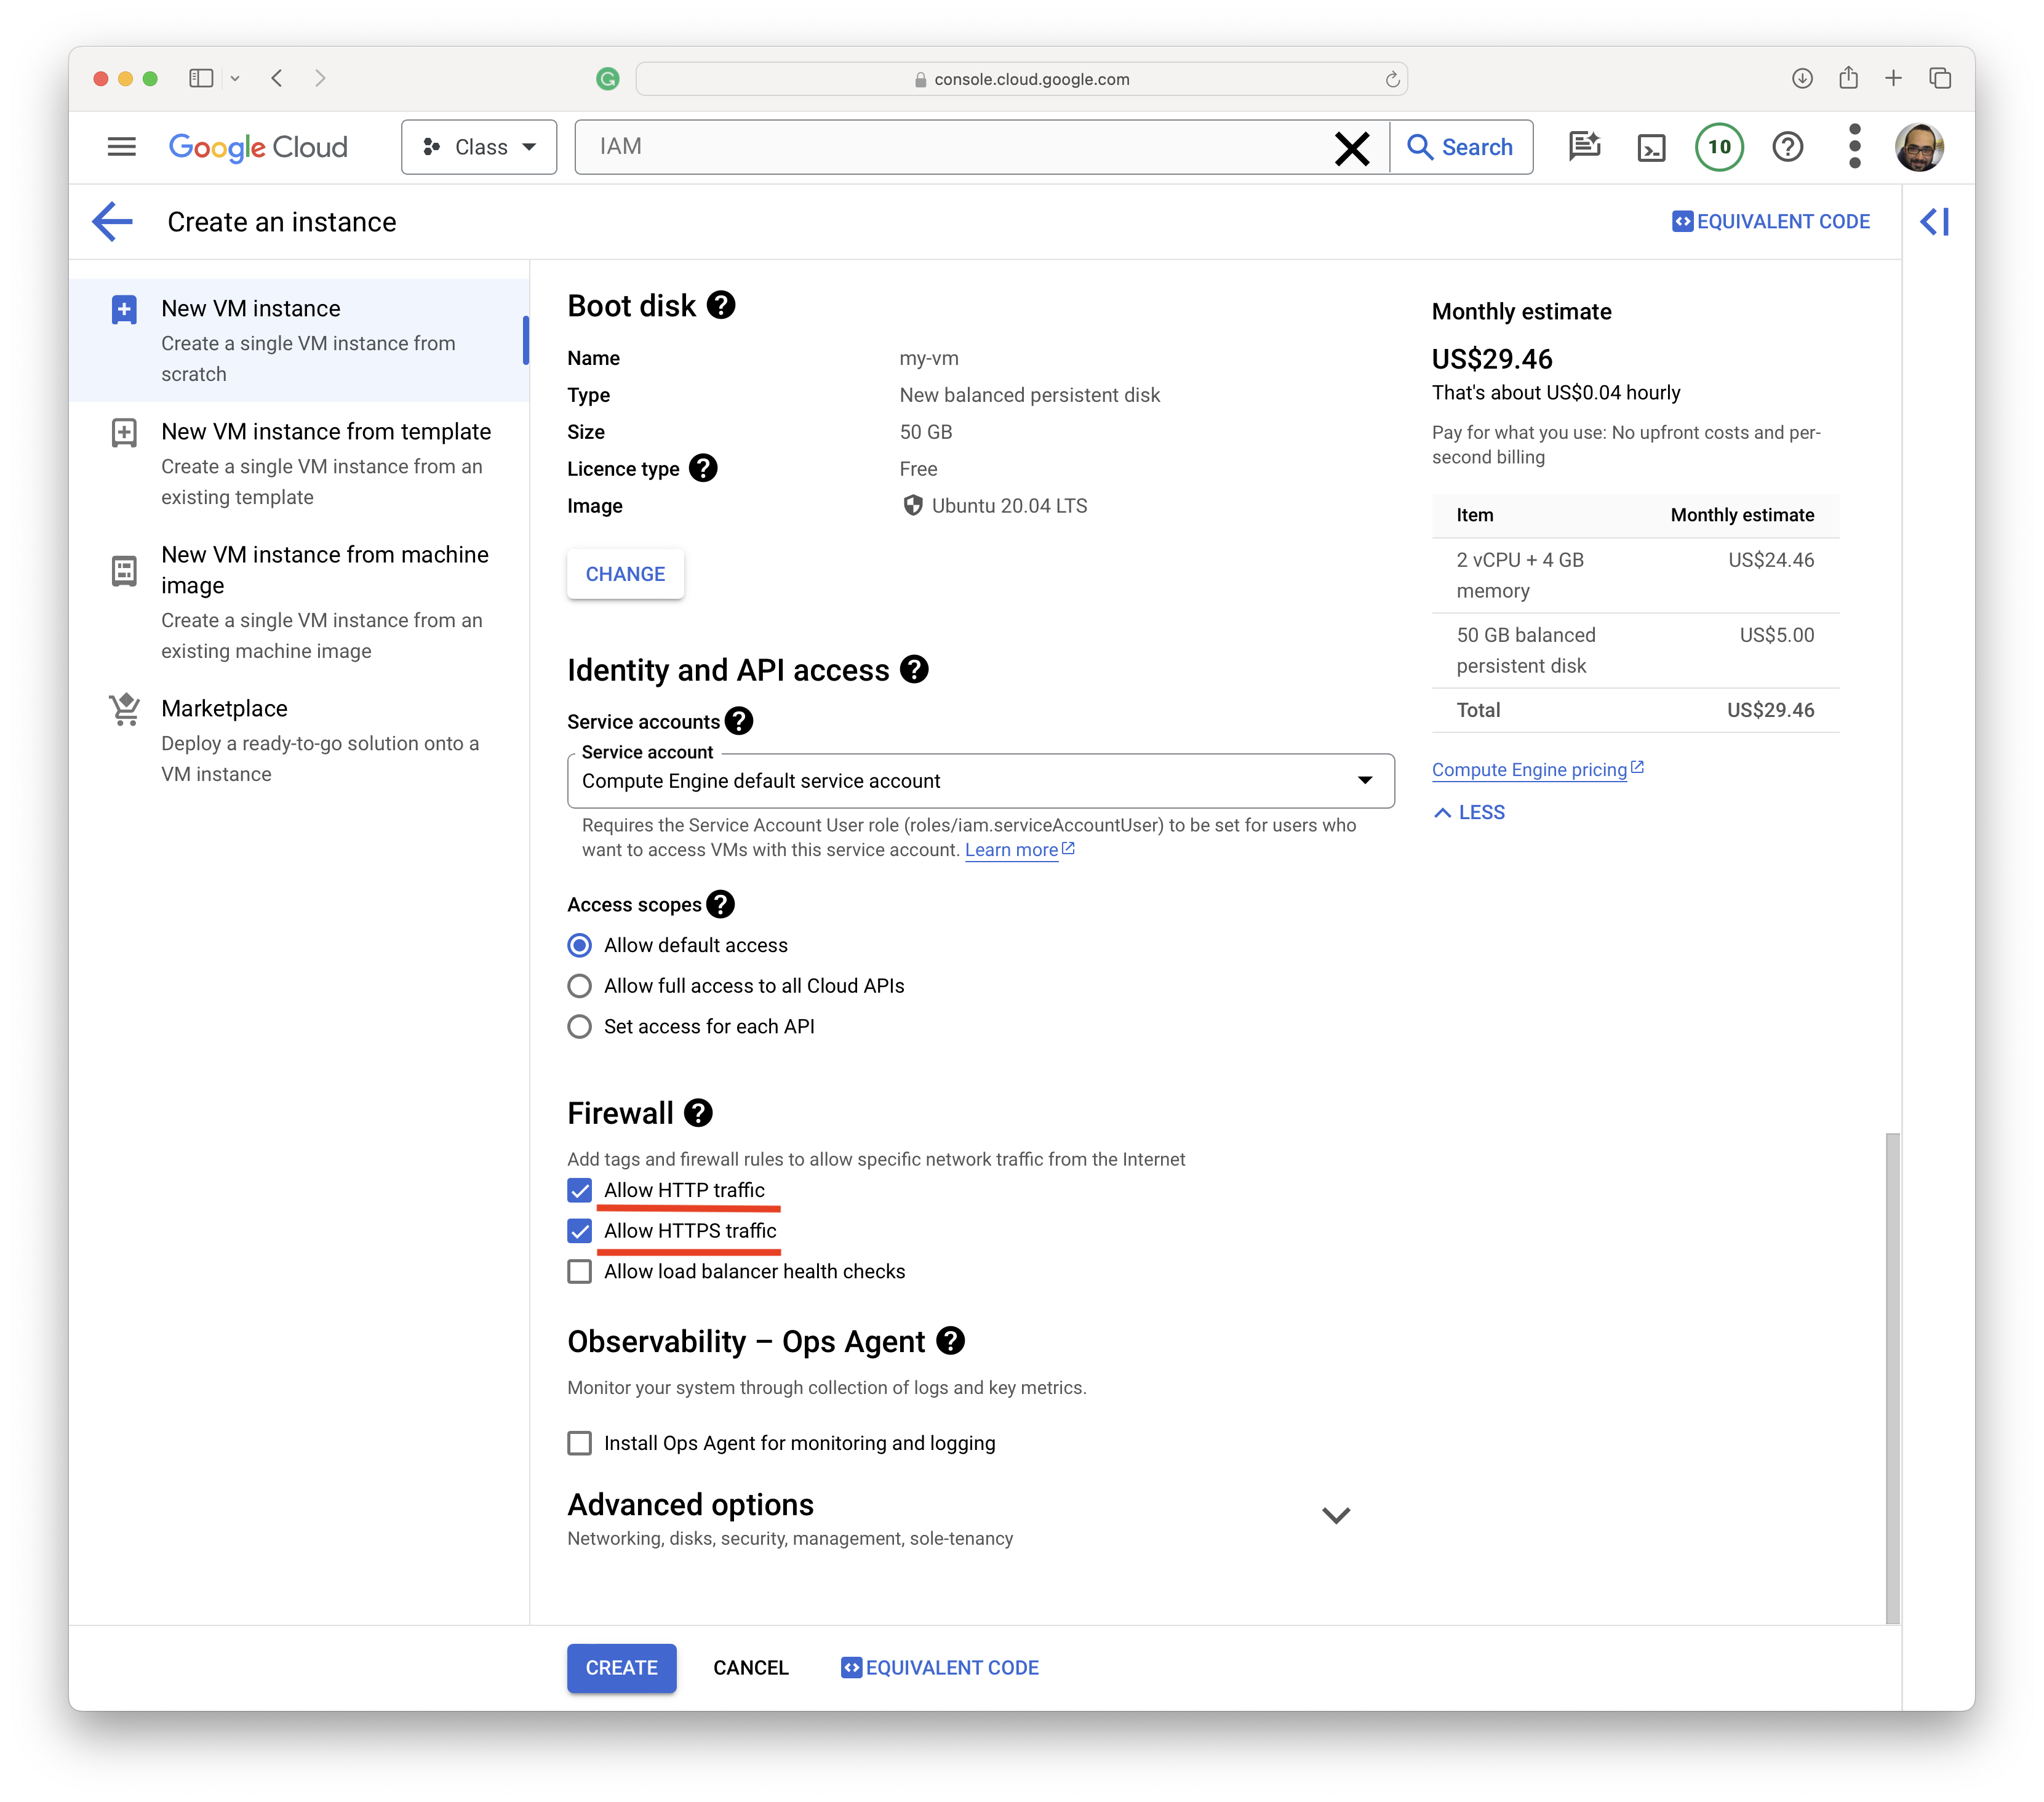 console.cloud.google.com
Google Cloud
Class
IAM
Search
10
Create an instance
EQUIVALENT CODE
New VM instance
Create a single VM instance from
scratch
New VM instance from template
Create a single VM instance from an
existing template
New VM instance from machine
image
Create a single VM instance from an
existing machine image
Marketplace
Deploy a ready-to-go solution onto a
VM instance
Boot disk
Name my-vm
Type New balanced persistent disk
Size 50 GB
Licence type Free
Image Ubuntu 20.04 LTS
CHANGE
Identity and API access
Service accounts
Service account
Compute Engine default service account
Requires the Service Account User role (roles/iam.serviceAccountUser) to be set for users who
want to access VMs with this service account. Learn more
Access scopes
Allow default access
Allow full access to all Cloud APIs
Set access for each API
Firewall
Add tags and firewall rules to allow specific network traffic from the Internet
Allow HTTP traffic
Allow HTTPS traffic
Allow load balancer health checks
Observability – Ops Agent
Monitor your system through collection of logs and key metrics.
Install Ops Agent for monitoring and logging
Advanced options
Networking, disks, security, management, sole-tenancy
Monthly estimate
US$29.46
That's about US$0.04 hourly
Pay for what you use: No upfront costs and per-
second billing
Item Monthly estimate
2 vCPU + 4 GB US$24.46
memory
50 GB balanced US$5.00
persistent disk
Total US$29.46
Compute Engine pricing
LESS
CREATE CANCEL EQUIVALENT CODE